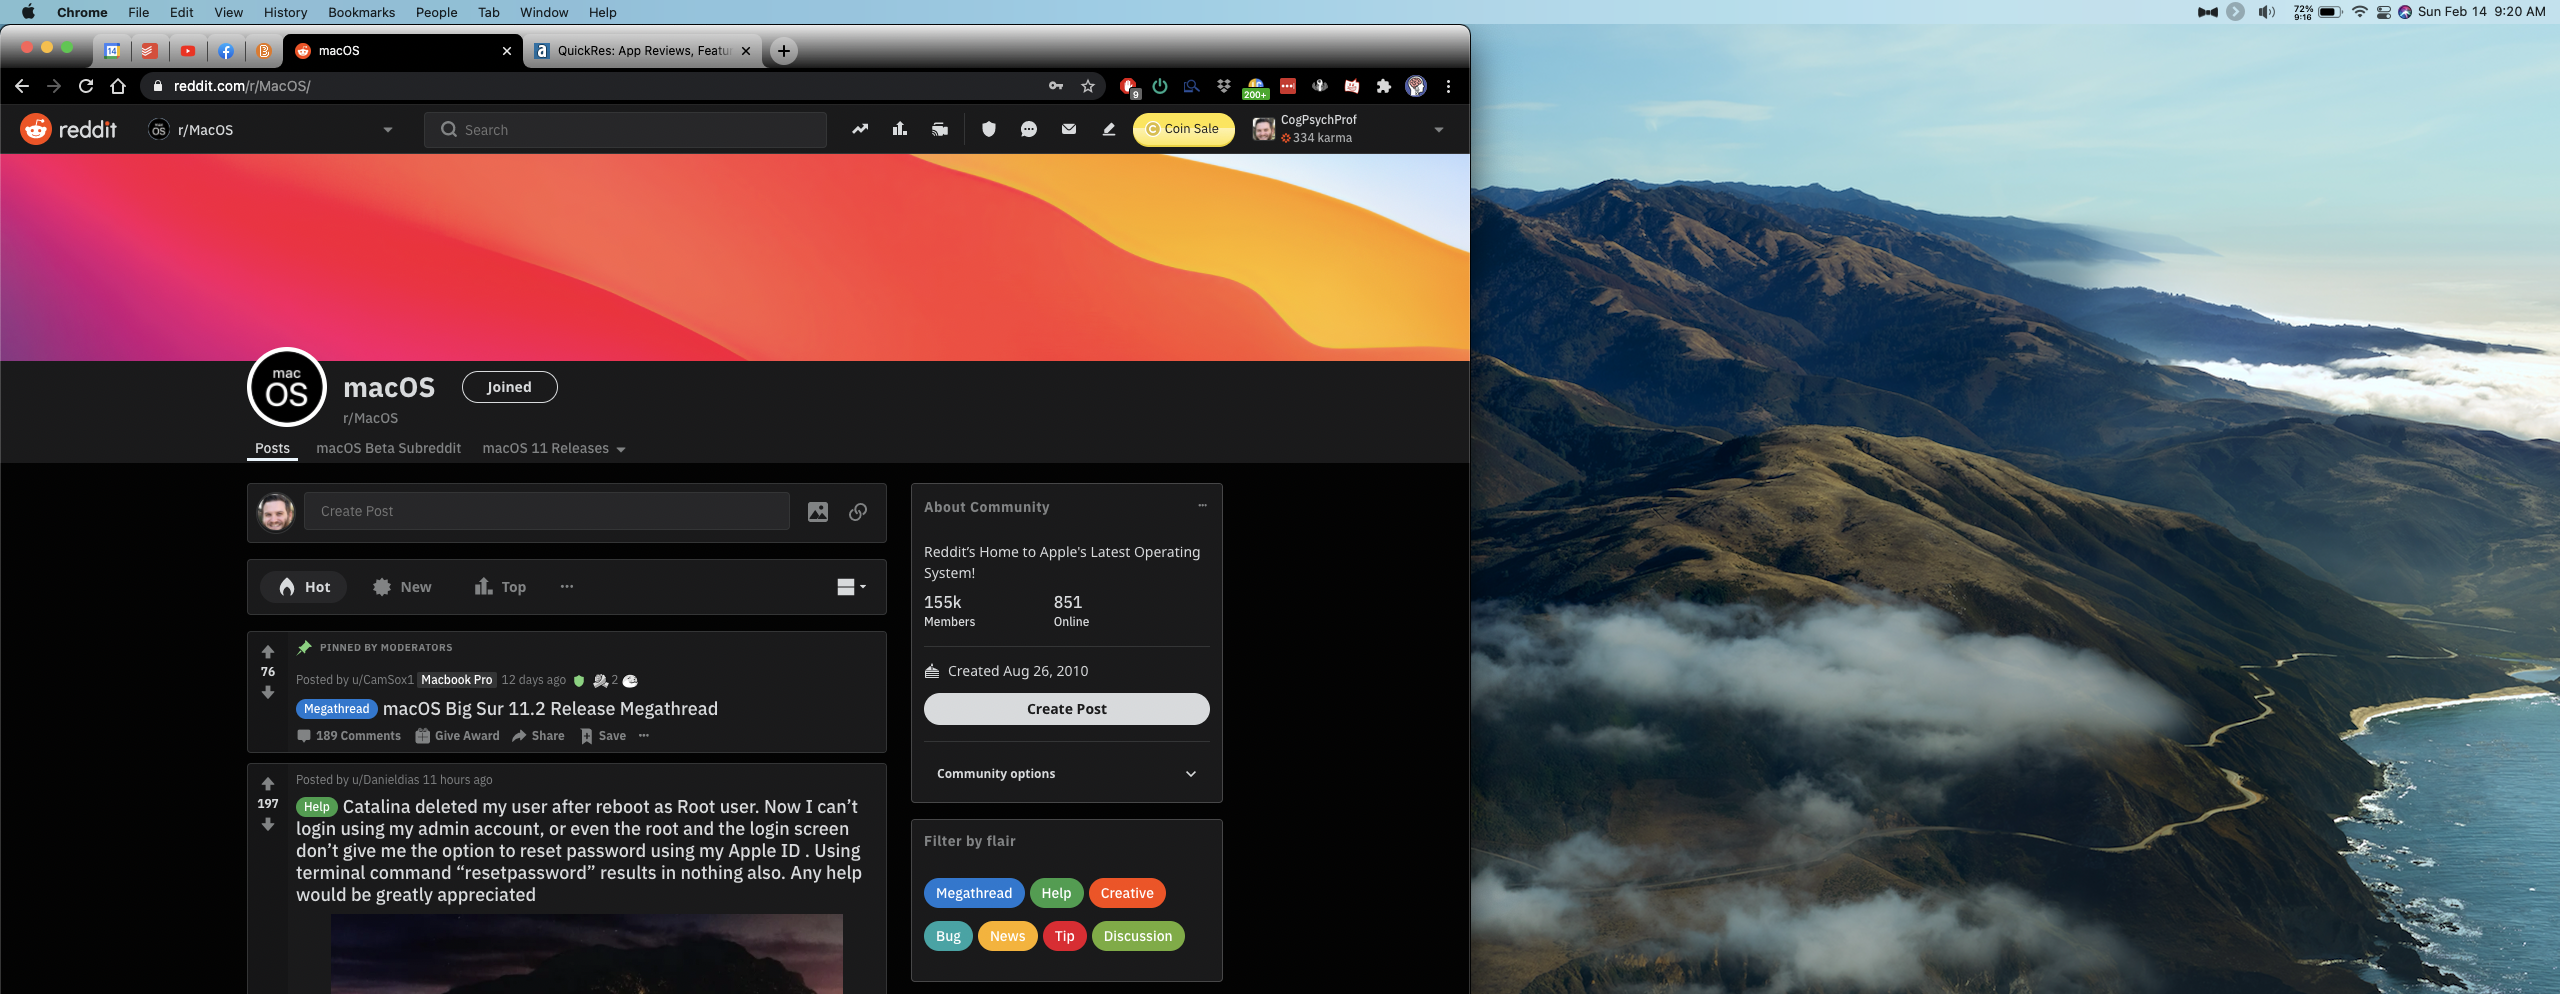 Chrome File Edit View History Bookmarks People Tab Window Help
72%
9:16
Sun Feb 14 9:20 AM
14
macOS
QuickRes: App Reviews, Featu
reddit.com/r/MacOS/
9
200+
reddit
mac
OS
r/MacOS
Search
Coin Sale
CogPsychProf
334 karma
mac
OS
macOS
Joined
r/MacOS
Posts macOS Beta Subreddit macOS 11 Releases
Create Post
Hot New Top
76
PINNED BY MODERATORS
Posted by u/CamSox1 Macbook Pro 12 days ago 2
Megathread macOS Big Sur 11.2 Release Megathread
189 Comments Give Award Share Save
197
Posted by u/Danieldias 11 hours ago
Help Catalina deleted my user after reboot as Root user. Now I can’t
login using my admin account, or even the root and the login screen
don’t give me the option to reset password using my Apple ID . Using
terminal command “resetpassword” results in nothing also. Any help
would be greatly appreciated
About Community
Reddit’s Home to Apple's Latest Operating
System!
155k 851
Members Online
Created Aug 26, 2010
Create Post
Community options
Filter by flair
Megathread Help Creative
Bug News Tip Discussion